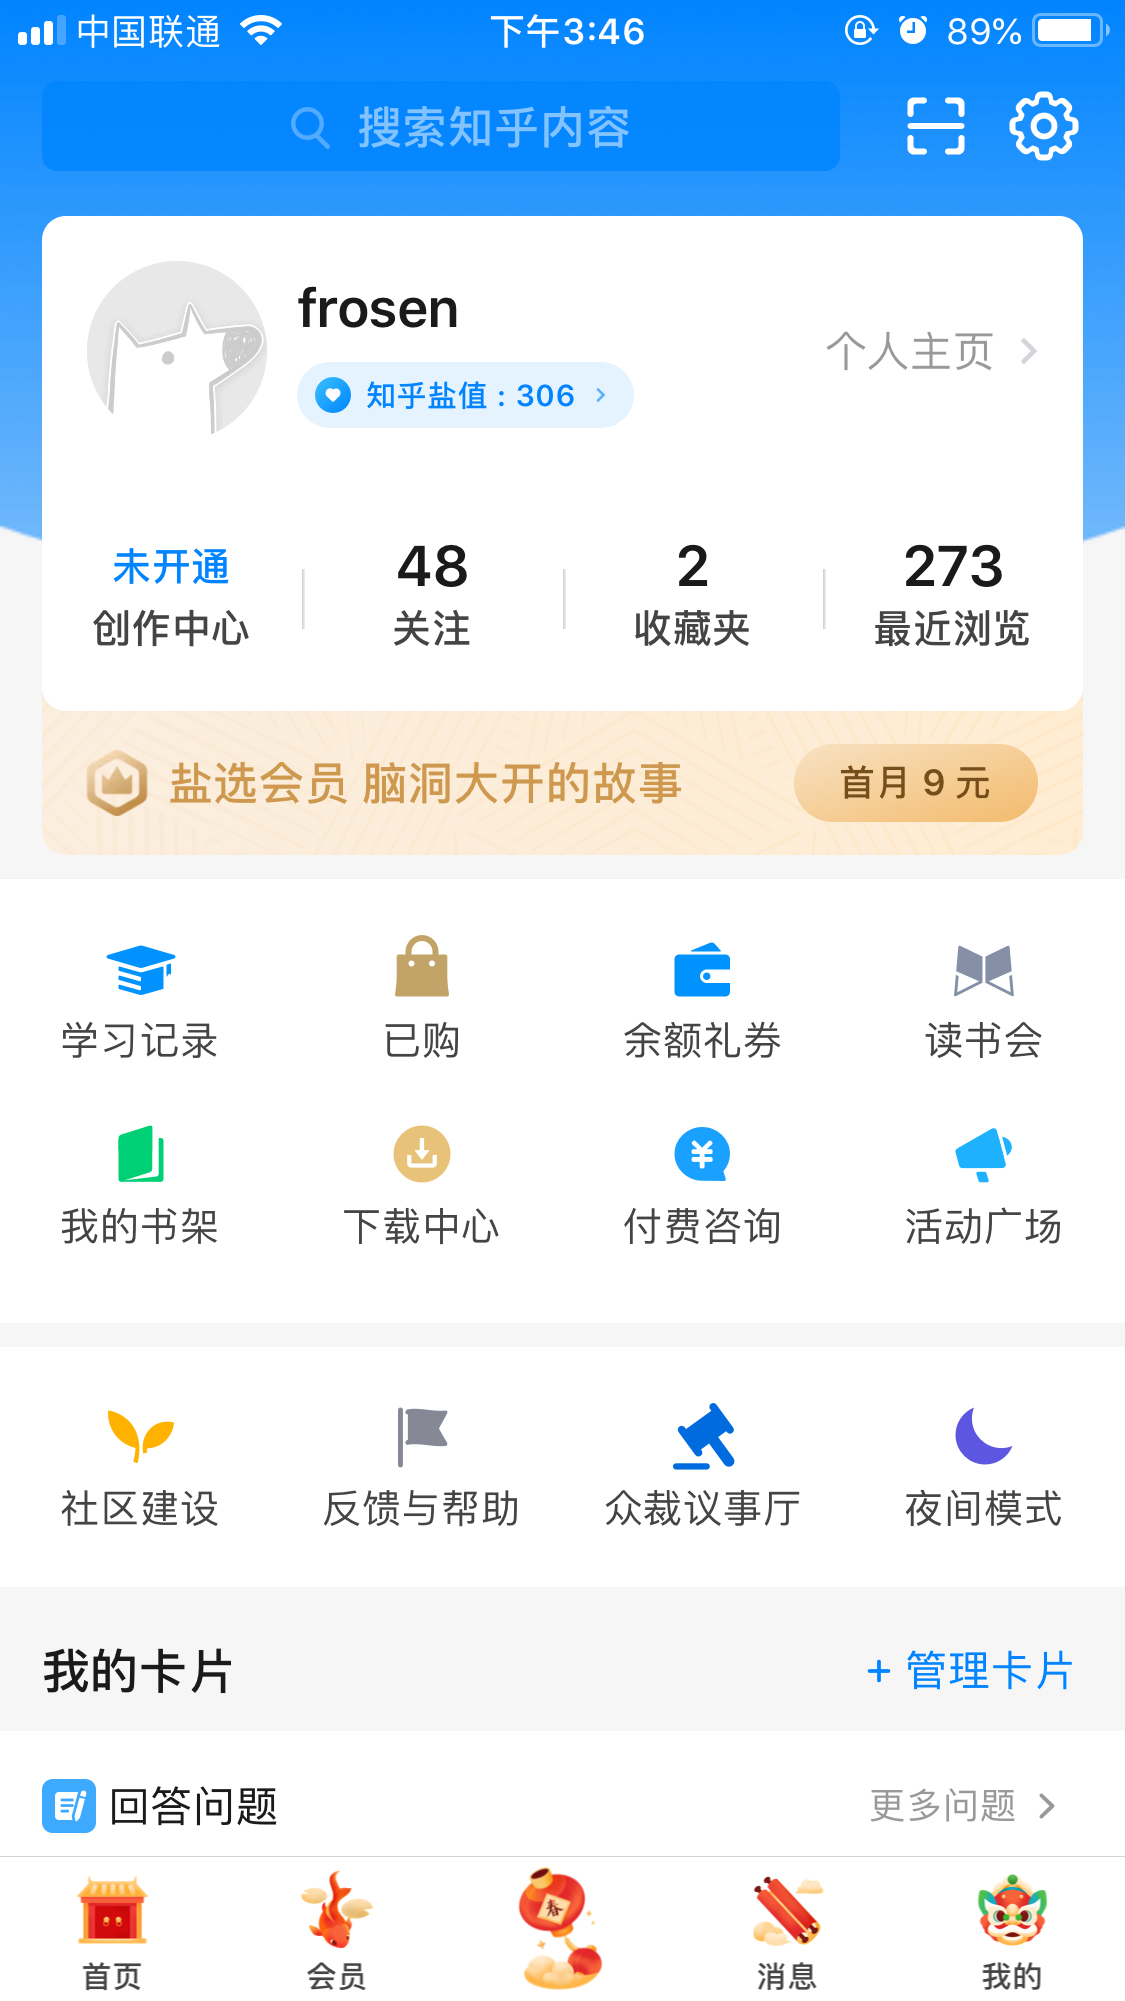 中国联通 下午3:46 89%
搜索知乎内容
frosen
个人主页
知乎盐值：306
未开通 48 2 273
创作中心 关注 收藏夹 最近浏览
盐选会员 脑洞大开的故事 首月 9 元
学习记录 已购 余额礼券 读书会
我的书架 下载中心 付费咨询 活动广场
社区建设 反馈与帮助 众裁议事厅 夜间模式
我的卡片 + 管理卡片
回答问题 更多问题
春
首页 会员 消息 我的